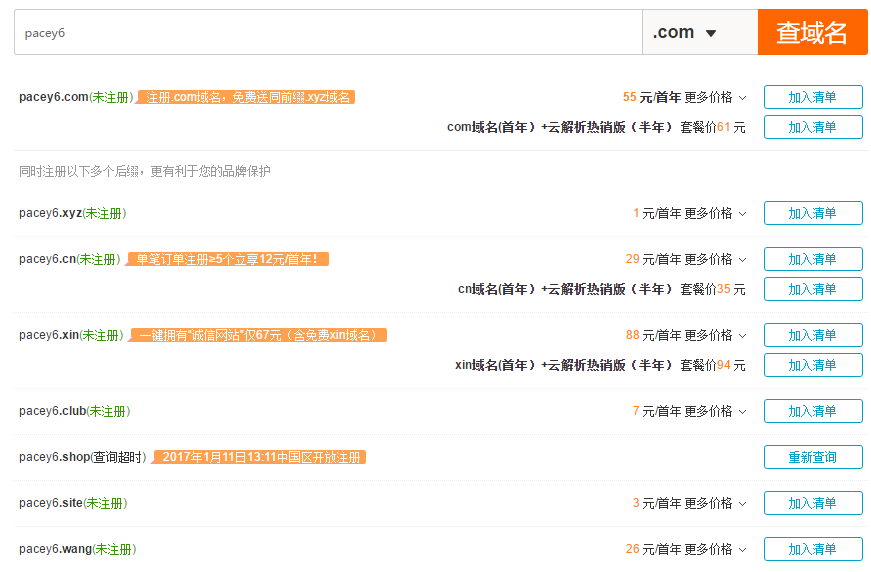 pacey6 .com 查域名
pacey6.com(未注册) 注册.com域名，免费送同前缀.xyz域名 55 元/首年 更多价格 加入清单
com域名(首年）+云解析热销版（半年） 套餐价61 元 加入清单
同时注册以下多个后缀，更有利于您的品牌保护
pacey6.xyz(未注册) 1 元/首年 更多价格 加入清单
pacey6.cn(未注册) 单笔订单注册≥5个立享12元/首年！ 29 元/首年 更多价格 加入清单
cn域名(首年）+云解析热销版（半年） 套餐价35 元 加入清单
pacey6.xin(未注册) 一键拥有“诚信网站”仅67元（含免费xin域名） 88 元/首年 更多价格 加入清单
xin域名(首年）+云解析热销版（半年） 套餐价94 元 加入清单
pacey6.club(未注册) 7 元/首年 更多价格 加入清单
pacey6.shop(查询超时) 2017年1月11日13:11中国区开放注册 重新查询
pacey6.site(未注册) 3 元/首年 更多价格 加入清单
pacey6.wang(未注册) 26 元/首年 更多价格 加入清单